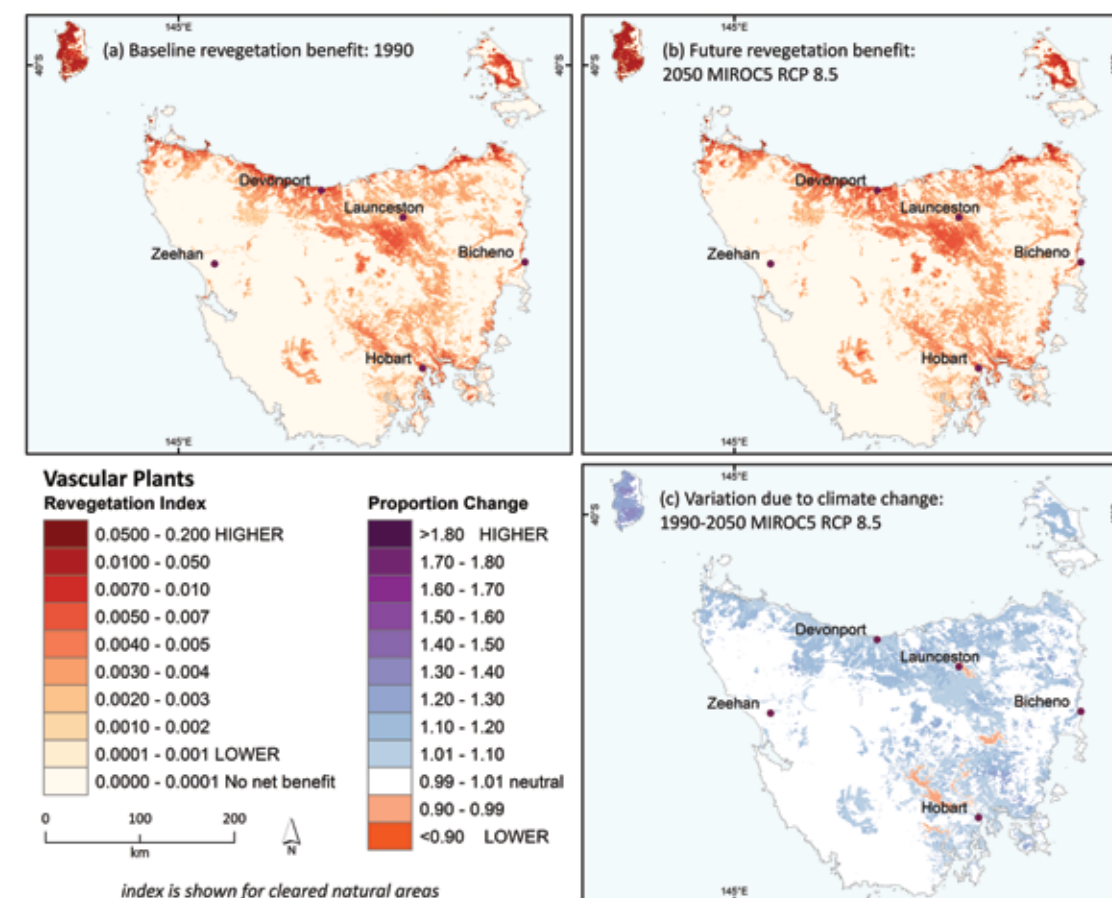 145°E
145°E
40°S
(a) Baseline revegetation benefit: 1990
40°S
(b) Future revegetation benefit:
2050 MIROC5 RCP 8.5
Devonport
Launceston
Zeehan
Bicheno
Hobart
145°E
Devonport
Launceston
Zeehan
Bicheno
Hobart
145°E
Vascular Plants
Revegetation Index
0.0500 - 0.200 HIGHER
0.0100 - 0.050
0.0070 - 0.010
0.0050 - 0.007
0.0040 - 0.005
0.0030 - 0.004
0.0020 - 0.003
0.0010 - 0.002
0.0001 - 0.001 LOWER
0.0000 - 0.0001 No net benefit
0 100 200
km
N
Proportion Change
>1.80 HIGHER
1.70 - 1.80
1.60 - 1.70
1.50 - 1.60
1.40 - 1.50
1.30 - 1.40
1.20 - 1.30
1.10 - 1.20
1.01 - 1.10
0.99 - 1.01 neutral
0.90 - 0.99
<0.90 LOWER
index is shown for cleared natural areas
145°E
40°S
(c) Variation due to climate change:
1990-2050 MIROC5 RCP 8.5
Devonport
Launceston
Zeehan
Bicheno
Hobart
145°E